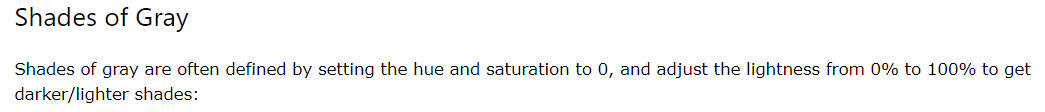 Shades of Gray
Shades of gray are often defined by setting the hue and saturation to 0, and adjust the lightness from 0% to 100% to get
darker/lighter shades: